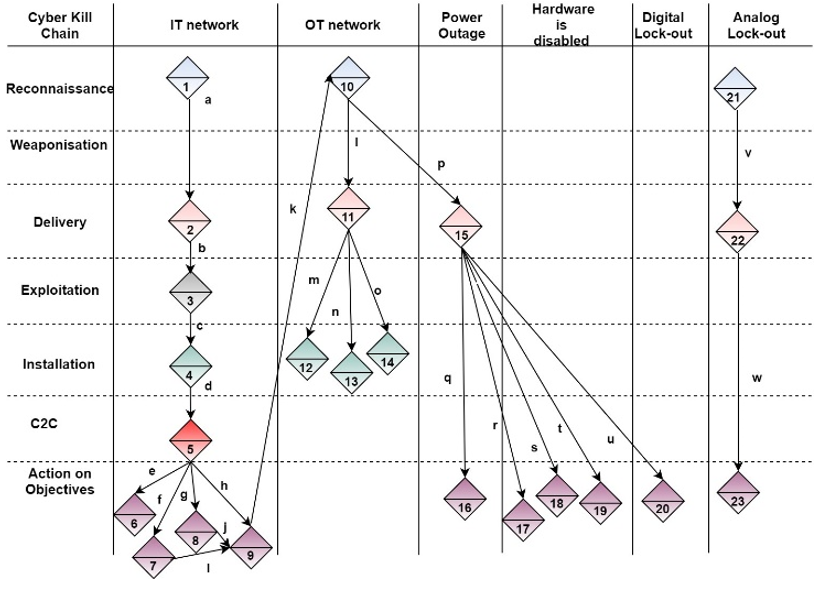 Cyber Kill
Chain
IT network
OT network
Power
Outage
Hardware
is
disabled
Digital
Lock-out
Analog
Lock-out
Reconnaissance
1
a
10
21
Weaponisation
l
p
v
k
Delivery
2
11
15
22
b
Exploitation
3
m
n
o
c
Installation
4
12
13
14
d
q
w
C2C
5
r
s
t
u
Action on
Objectives
e
f
g
h
6
7
8
j
9
I
16
17
18
19
20
23